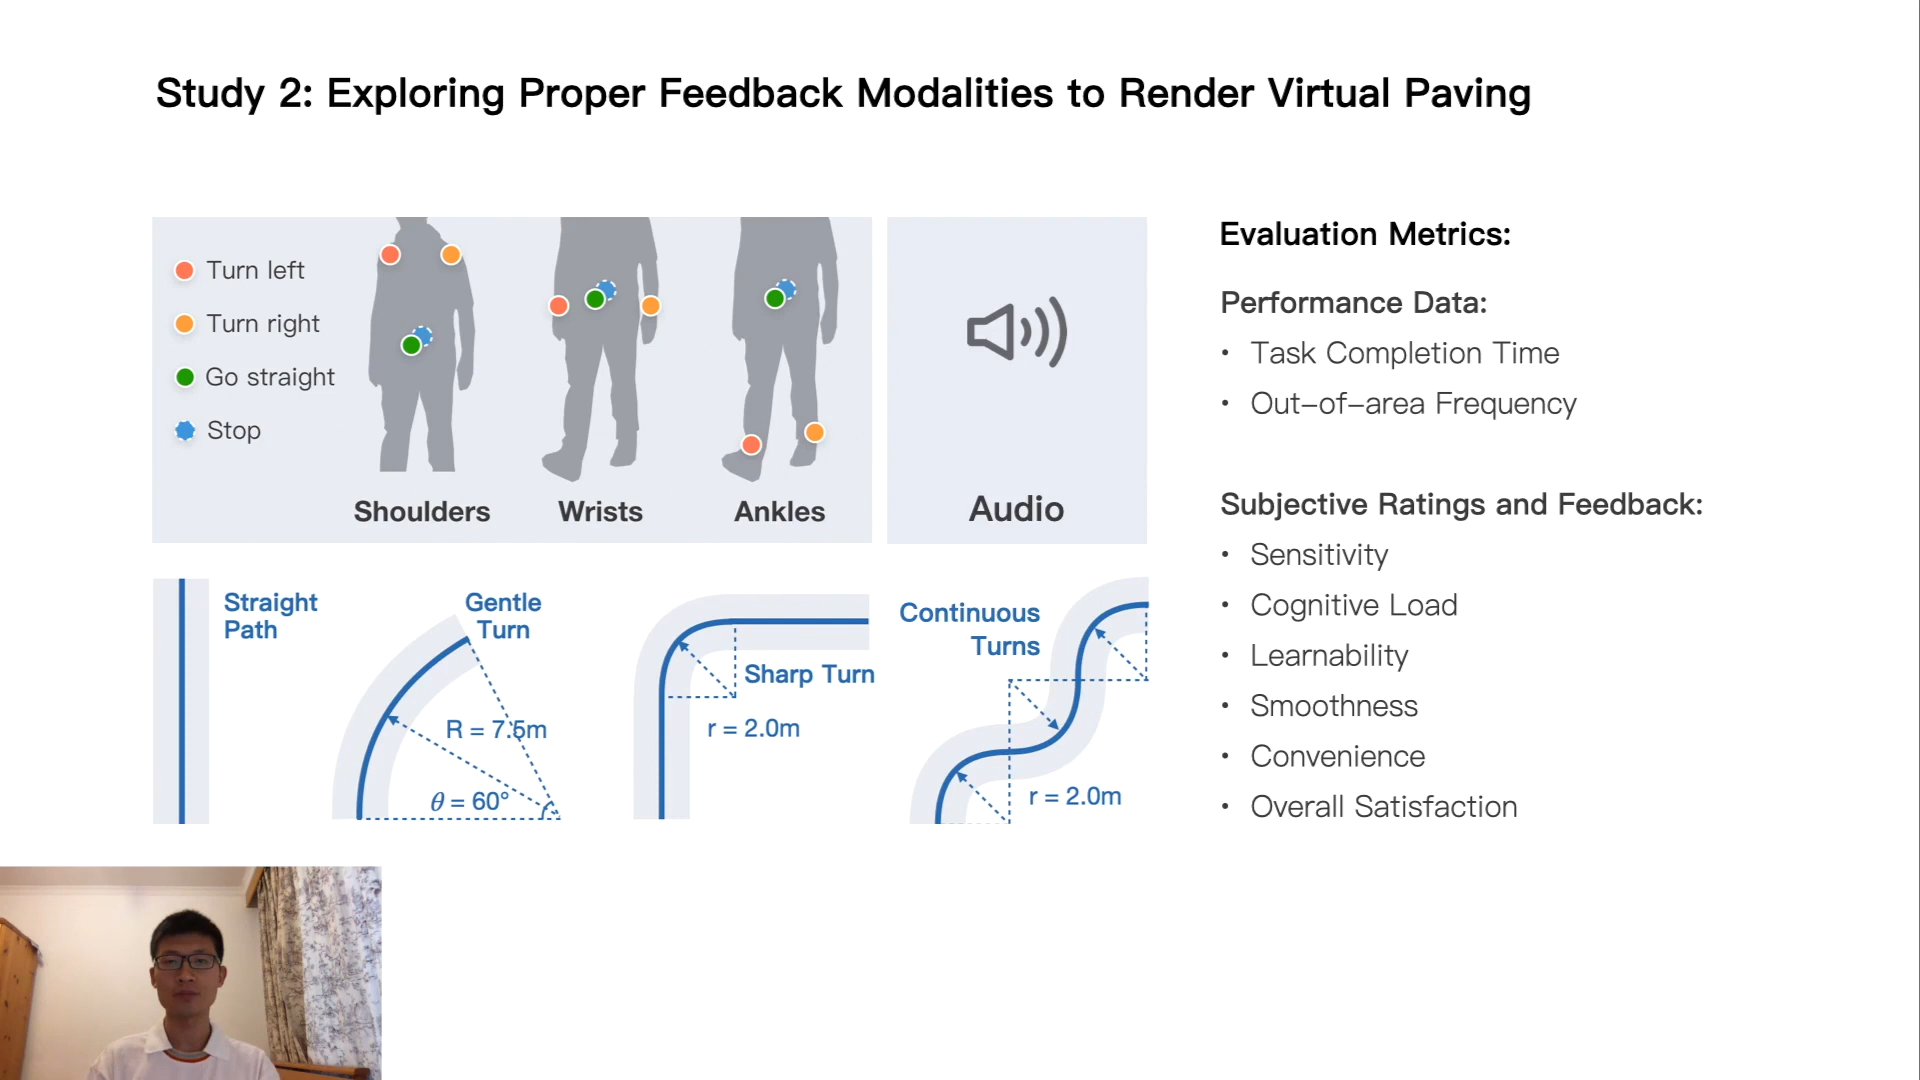 Study 2: Exploring Proper Feedback Modalities to Render Virtual Paving
Turn left
Turn right
Go straight
Stop
Shoulders
Wrists
Ankles
Audio
Straight
Path
Gentle
Turn
R = 7.5m
θ = 60°
Sharp Turn
r = 2.0m
Continuous
Turns
r = 2.0m
Evaluation Metrics:
Performance Data:
• Task Completion Time
• Out-of-area Frequency
Subjective Ratings and Feedback:
• Sensitivity
• Cognitive Load
• Learnability
• Smoothness
• Convenience
• Overall Satisfaction